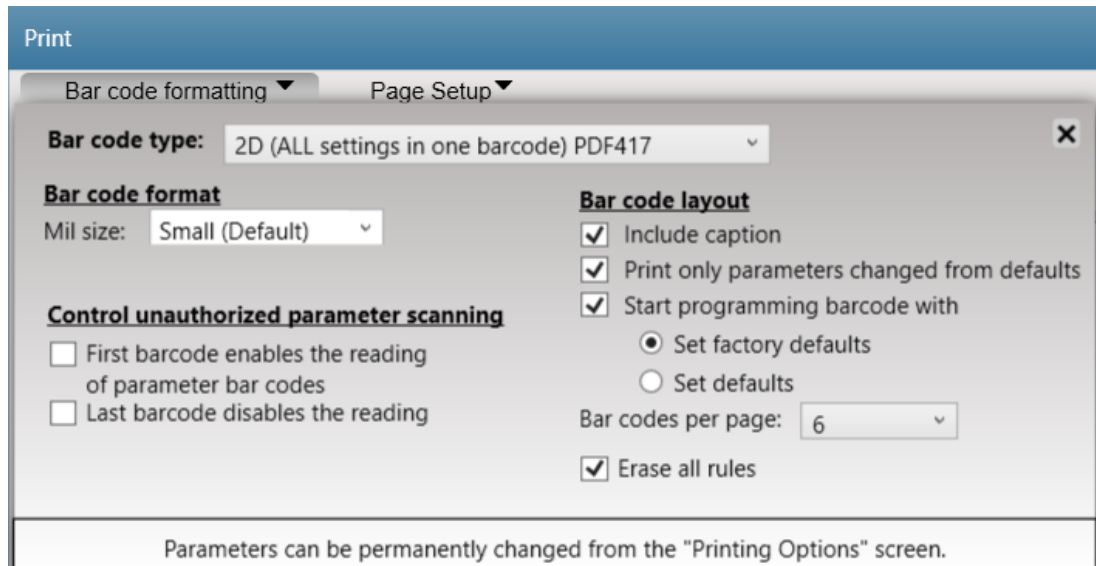 Print
Bar code formatting Page Setup
Bar code type: 2D (ALL settings in one barcode) PDF417
Bar code format
Mil size: Small (Default)
Control unauthorized parameter scanning
First barcode enables the reading
of parameter bar codes
Last barcode disables the reading
Bar code layout
Include caption
Print only parameters changed from defaults
Start programming barcode with
Set factory defaults
Set defaults
Bar codes per page: 6
Erase all rules
Parameters can be permanently changed from the "Printing Options" screen.